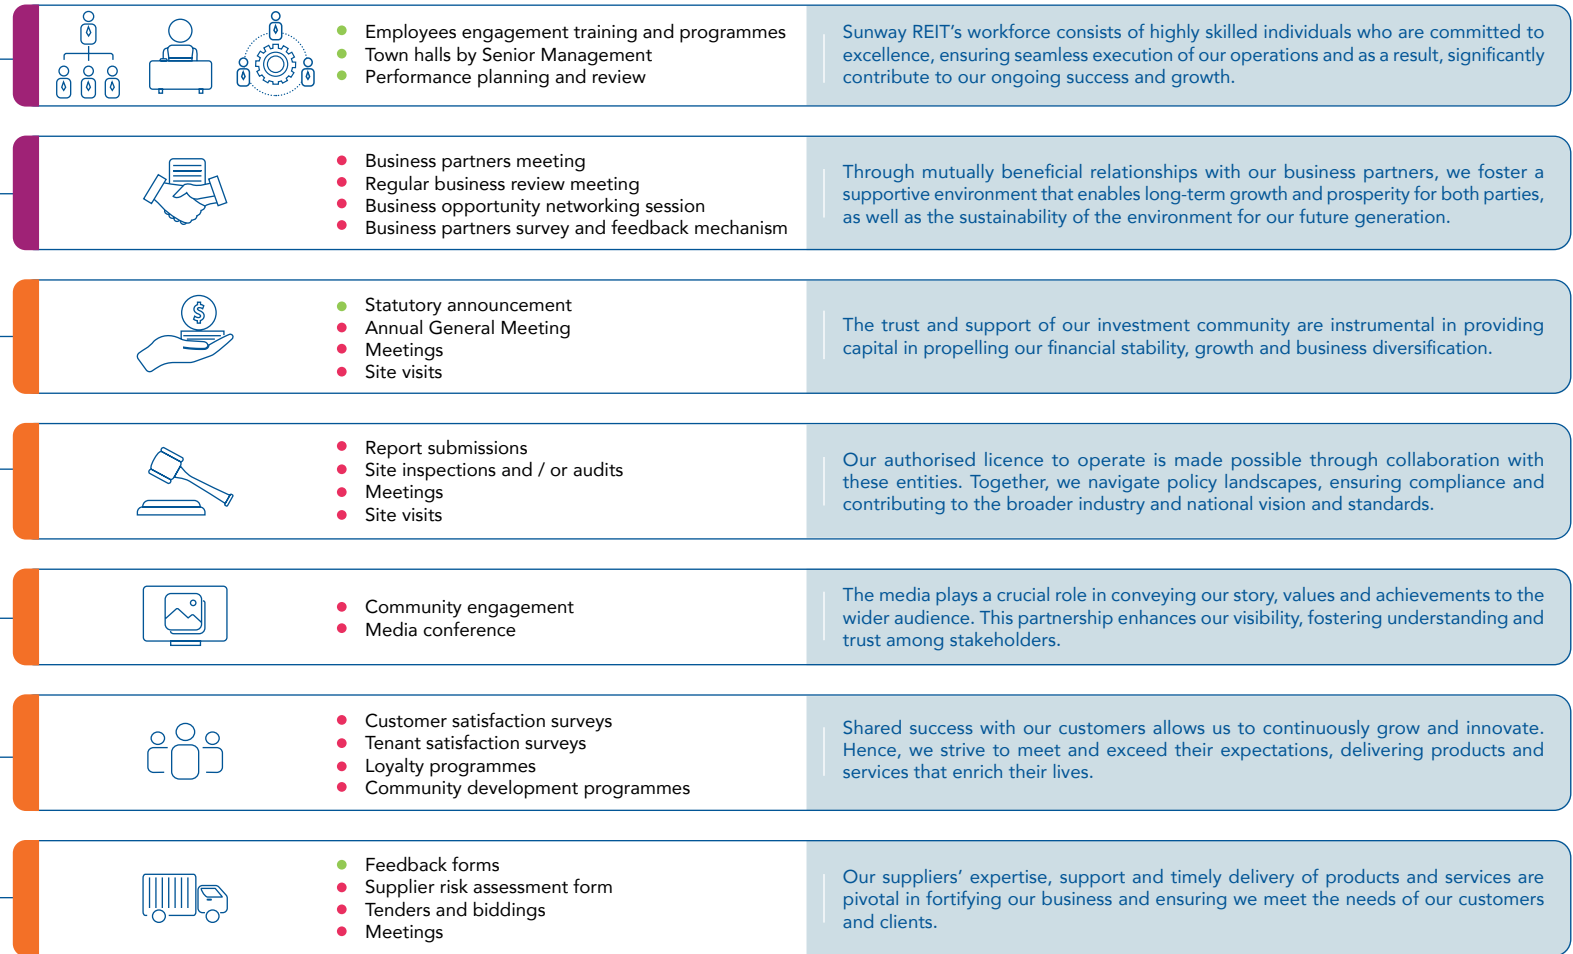 Employees engagement training and programmes
Town halls by Senior Management
Performance planning and review
Sunway REIT's workforce consists of highly skilled individuals who are committed to
excellence, ensuring seamless execution of our operations and as a result, significantly
contribute to our ongoing success and growth.
Business partners meeting
Regular business review meeting
Business opportunity networking session
Business partners survey and feedback mechanism
Through mutually beneficial relationships with our business partners, we foster a
supportive environment that enables long-term growth and prosperity for both parties,
as well as the sustainability of the environment for our future generation.
$
Statutory announcement
Annual General Meeting
Meetings
Site visits
The trust and support of our investment community are instrumental in providing
capital in propelling our financial stability, growth and business diversification.
Report submissions
Site inspections and / or audits
Meetings
Site visits
Our authorised licence to operate is made possible through collaboration with
these entities. Together, we navigate policy landscapes, ensuring compliance and
contributing to the broader industry and national vision and standards.
Community engagement
Media conference
The media plays a crucial role in conveying our story, values and achievements to the
wider audience. This partnership enhances our visibility, fostering understanding and
trust among stakeholders.
Customer satisfaction surveys
Tenant satisfaction surveys
Loyalty programmes
Community development programmes
Shared success with our customers allows us to continuously grow and innovate.
Hence, we strive to meet and exceed their expectations, delivering products and
services that enrich their lives.
Feedback forms
Supplier risk assessment form
Tenders and biddings
Meetings
Our suppliers' expertise, support and timely delivery of products and services are
pivotal in fortifying our business and ensuring we meet the needs of our customers
and clients.